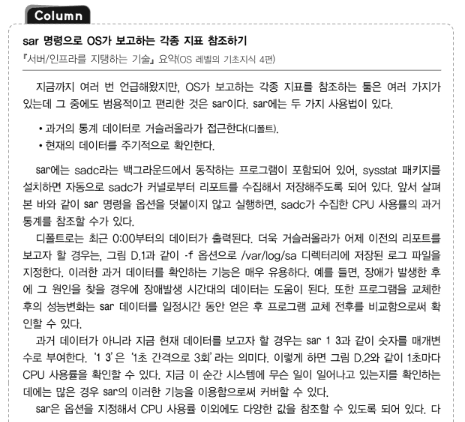 Column
sar 명령으로 OS가 보고하는 각종 지표 참조하기
『서버/인프라를 지탱하는 기술』 요약(OS 레벨의 기초지식 4편)
지금까지 여러 번 언급해왔지만, OS가 보고하는 각종 지표를 참조하는 툴은 여러 가지가
있는데 그 중에도 범용적이고 편리한 것은 sar이다. sar에는 두 가지 사용법이 있다.
• 과거의 통계 데이터로 거슬러올라가 접근한다(디폴트).
• 현재의 데이터를 주기적으로 확인한다.
sar에는 sadc라는 백그라운드에서 동작하는 프로그램이 포함되어 있어, sysstat 패키지를
설치하면 자동으로 sadc가 커널로부터 리포트를 수집해서 저장해주도록 되어 있다. 앞서 살펴
본 바와 같이 sar 명령을 옵션을 덧붙이지 않고 실행하면, sadc가 수집한 CPU 사용률의 과거
통계를 참조할 수가 있다.
디폴트로는 최근 0:00부터의 데이터가 출력된다. 더욱 거슬러올라가 어제 이전의 리포트를
보고자 할 경우는, 그림 D.1과 같이 -f 옵션으로 /var/log/sa 디렉터리에 저장된 로그 파일을
지정한다. 이러한 과거 데이터를 확인하는 기능은 매우 유용하다. 예를 들면, 장애가 발생한 후
에 그 원인을 찾을 경우에 장애발생 시간대의 데이터는 도움이 된다. 또한 프로그램을 교체한
후의 성능변화는 sar 데이터를 일정시간 동안 얻은 후 프로그램 교체 전후를 비교함으로써 확
인할 수 있다.
과거 데이터가 아니라 지금 현재 데이터를 보고자 할 경우는 sar 1 3과 같이 숫자를 매개변
수로 부여한다. ‘1 3’은 ‘1초 간격으로 3회’라는 의미다. 이렇게 하면 그림 D.2와 같이 1초마다
CPU 사용률을 확인할 수 있다. 지금 이 순간 시스템에 무슨 일이 일어나고 있는지를 확인하는
데에는 많은 경우 sar의 이러한 기능을 이용함으로써 커버할 수 있다.
sar은 옵션을 지정해서 CPU 사용률 이외에도 다양한 값을 참조할 수 있도록 되어 있다. 다